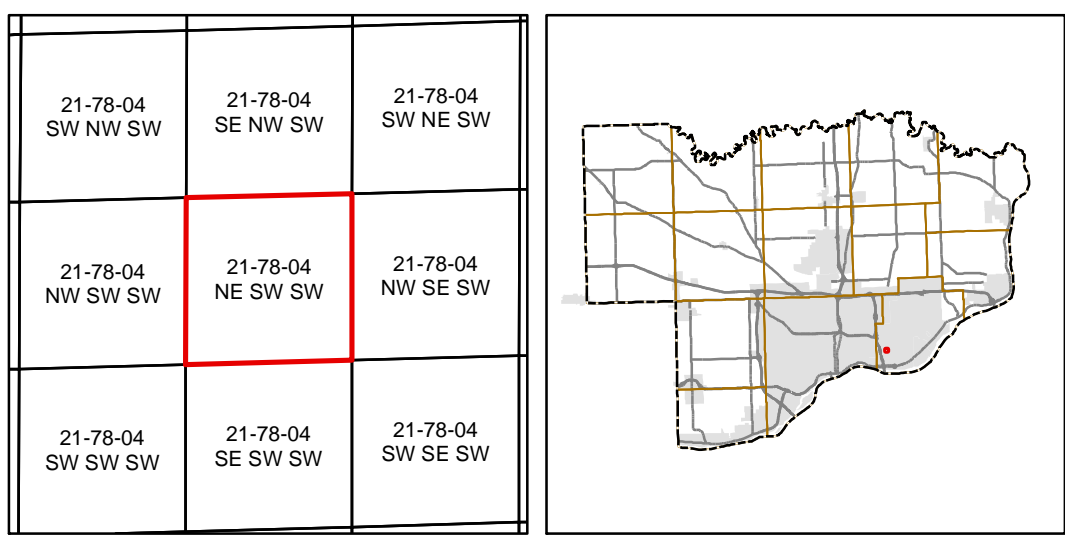 21-78-04
SW NW SW
21-78-04
SE NW SW
21-78-04
SW NE SW
21-78-04
NW SW SW
21-78-04
NE SW SW
21-78-04
NW SE SW
21-78-04
SW SW SW
21-78-04
SE SW SW
21-78-04
SW SE SW